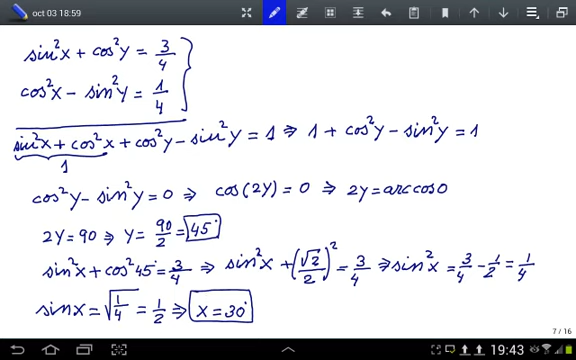 oct 03 18:59
sin²x + cos²y = 3/4
cos²x − sin²y = 1/4
sin²x + cos²x + cos²y − sin²y = 1 ⇒ 1 + cos²y − sin²y = 1
1
cos²y − sin²y = 0 ⇒ cos(2y) = 0 ⇒ 2y = arccos0
2y = 90 ⇒ y = 90/2 = 45°
sin²x + cos²45° = 3/4 ⇒ sin²x + (√2/2)² = 3/4 ⇒ sin²x = 3/4 − 1/2 = 1/4
sinx = √1/4 = 1/2 ⇒ x = 30°
7 / 16
19:43